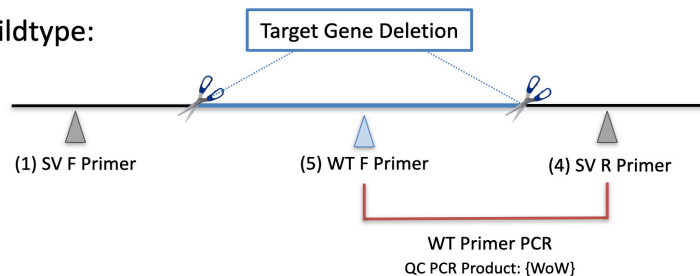 ildtype:
Target Gene Deletion
(1) SV F Primer
(5) WT F Primer
(4) SV R Primer
WT Primer PCR
QC PCR Product: {WoW}